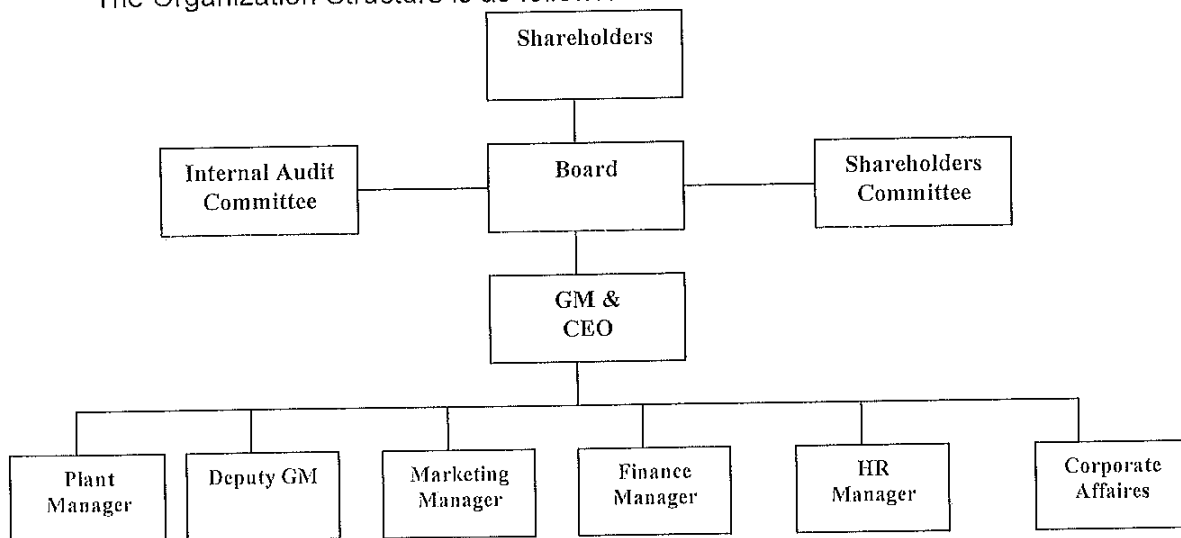 Shareholders
Internal Audit
Committee
Board
Shareholders
Committee
GM &
CEO
Plant
Manager
Deputy GM
Marketing
Manager
Finance
Manager
HR
Manager
Corporate
Affaires